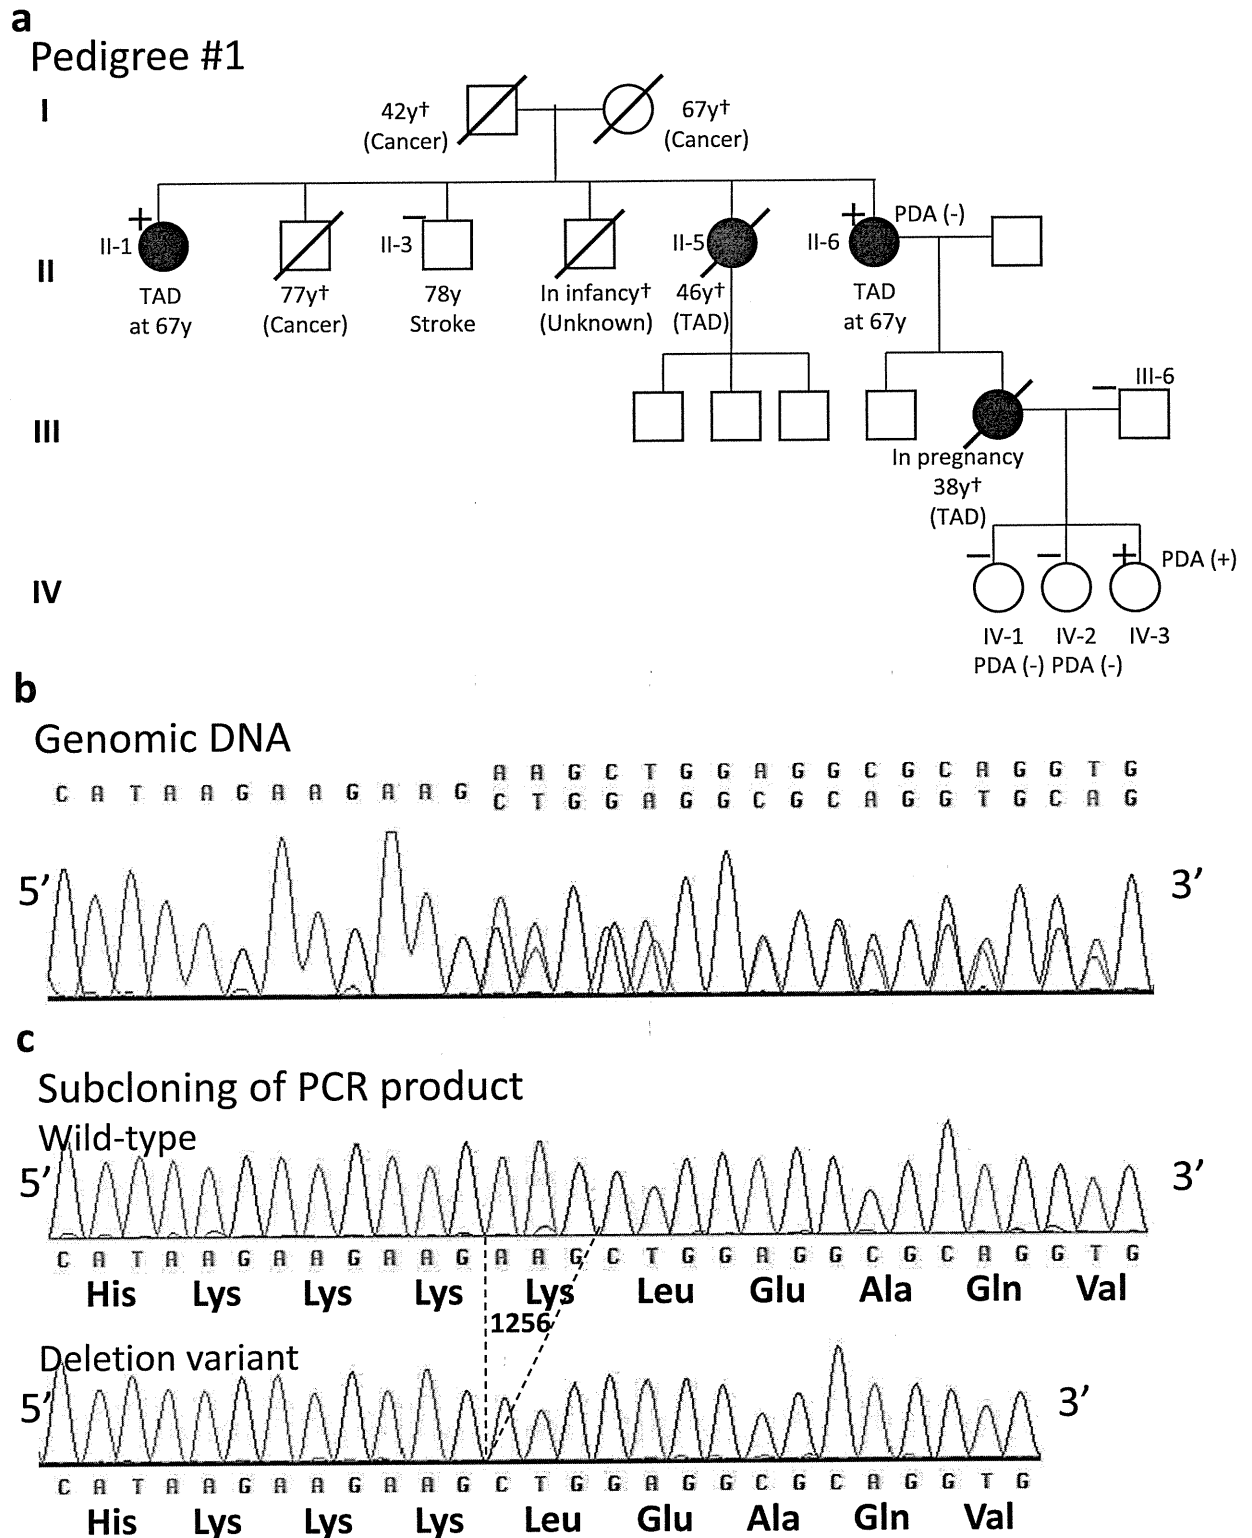 a
Pedigree #1
I
42y†
(Cancer)
67y†
(Cancer)
II
+
II-1
TAD
at 67y
77y†
(Cancer)
−
II-3
78y
Stroke
In infancy†
(Unknown)
II-5
46y†
(TAD)
+
II-6
PDA (-)
TAD
at 67y
III
In pregnancy
38y†
(TAD)
−
III-6
IV
−
IV-1
PDA (-)
−
IV-2
PDA (-)
+
PDA (+)
IV-3
b
Genomic DNA
A A G C T G G A G G C G C A G G T G
C A T A A G A A G A A G C T G G A G G C G C A G G T G C A G
5’
3’
c
Subcloning of PCR product
Wild-type
5’
3’
C A T A A G A A G A A G A A G C T G G A G G C G C A G G T G
His Lys Lys Lys Lys Leu Glu Ala Gln Val
1256
Deletion variant
5’
3’
C A T A A G A A G A A G C T G G A G G C G C A G G T G
His Lys Lys Lys Leu Glu Ala Gln Val